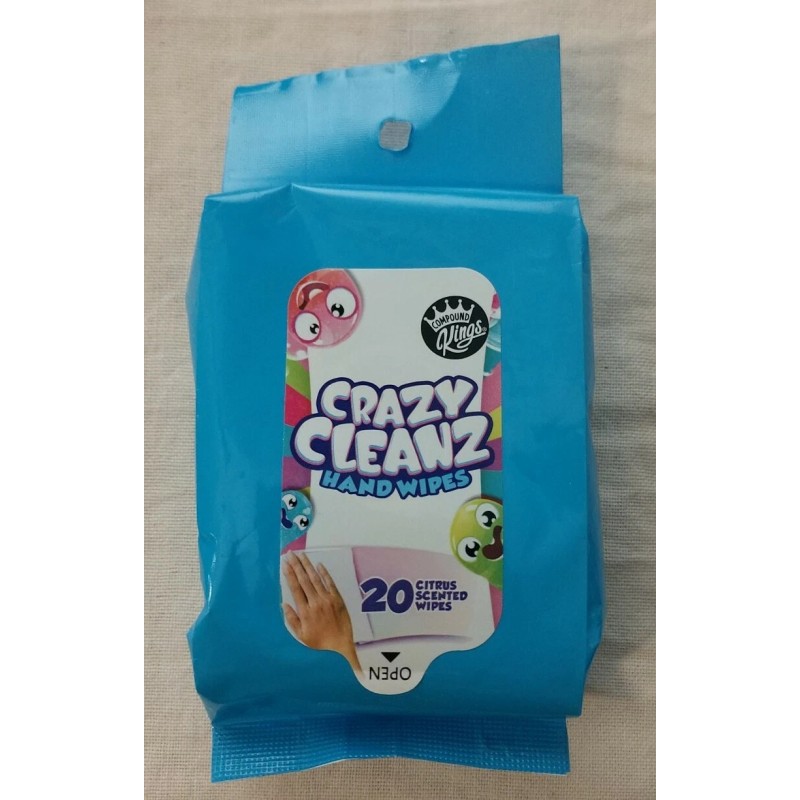 COMPOUND
Kings®
CRAZY
CLEANZ
HAND WIPES
20 CITRUS
SCENTED
WIPES
OPEN